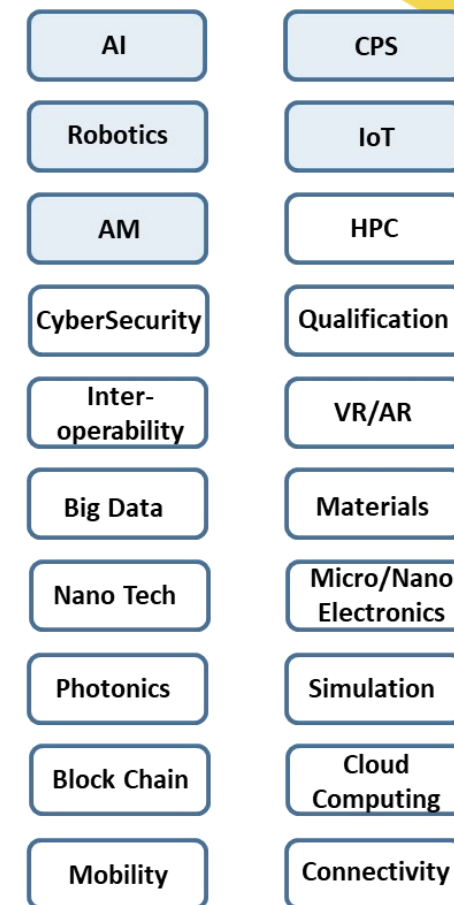 AI
CPS
Robotics
IoT
AM
HPC
CyberSecurity
Qualification
Inter-
operability
VR/AR
Big Data
Materials
Nano Tech
Micro/Nano
Electronics
Photonics
Simulation
Block Chain
Cloud
Computing
Mobility
Connectivity